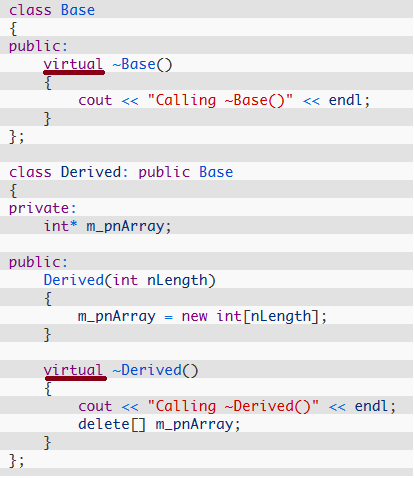 class Base
{
public:
    virtual ~Base()
    {
        cout << "Calling ~Base()" << endl;
    }
};
class Derived: public Base
{
private:
    int* m_pnArray;
public:
    Derived(int nLength)
    {
        m_pnArray = new int[nLength];
    }
    virtual ~Derived()
    {
        cout << "Calling ~Derived()" << endl;
        delete[] m_pnArray;
    }
};